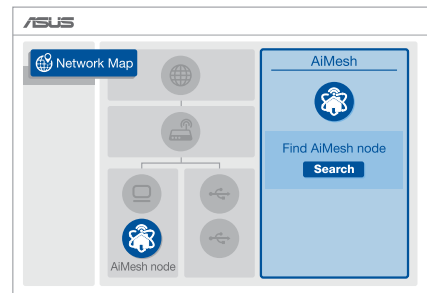 ASUS
Network Map
AiMesh
Find AiMesh node
Search
AiMesh node